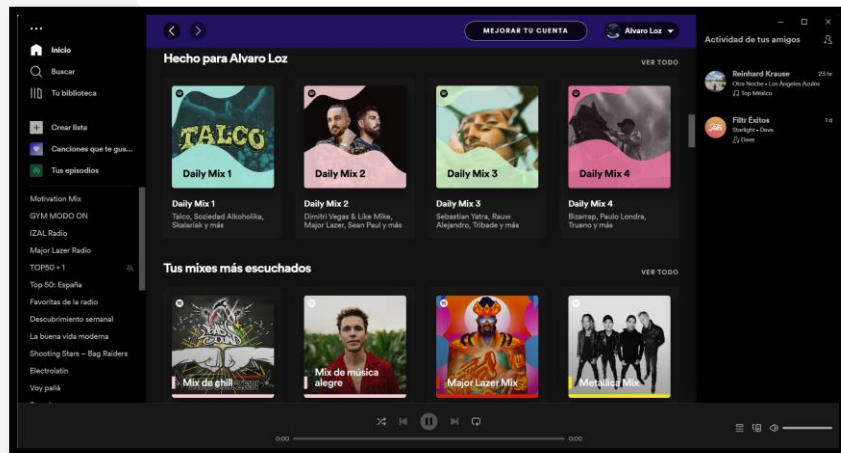 Inicio
Buscar
Tu biblioteca
Crear lista
Canciones que te gus...
Tus episodios
Motivation Mix
GYM MODO ON
IZAL Radio
Major Lazer Radio
TOP50 + 1
Top 50: España
Favoritas de la radio
Descubrimiento semanal
La buena vida moderna
Shooting Stars – Bag Raiders
Electrolatin
Voy pallá
MEJORAR TU CUENTA
Alvaro Loz
Hecho para Alvaro Loz
VER TODO
TALCO
Daily Mix 1
Daily Mix 2
Daily Mix 3
Daily Mix 4
Daily Mix 1
Talco, Soziedad Alkoholika,
Skalariak y más
Daily Mix 2
Dimitri Vegas & Like Mike,
Major Lazer, Sean Paul y más
Daily Mix 3
Sebastian Yatra, Rauw
Alejandro, Tribade y más
Daily Mix 4
Bizarrap, Paulo Londra,
Trueno y más
Tus mixes más escuchados
VER TODO
BASS
SOUND
Mix de chill
Mix de música
alegre
Major Lazer Mix
Metallica Mix
0:00
0:00
Actividad de tus amigos
Reinhard Krause
23 hr
Otra Noche • Los Ángeles Azules
Top México
Filtr Éxitos
1 d
Starlight • Dave
Dave